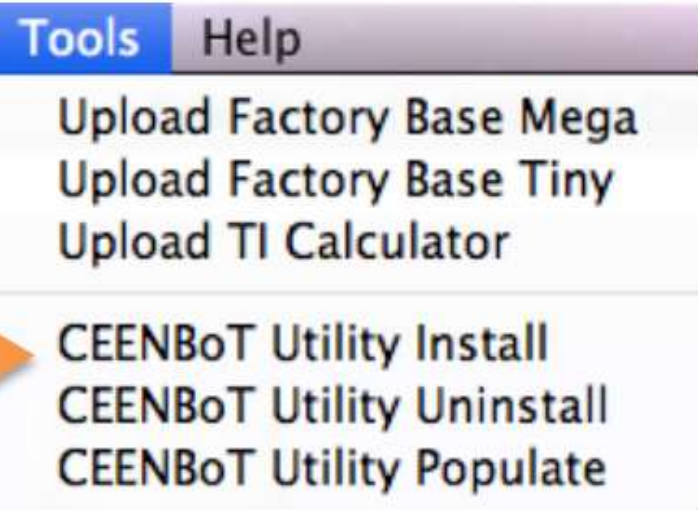 Tools Help
Upload Factory Base Mega
Upload Factory Base Tiny
Upload TI Calculator
CEENBoT Utility Install
CEENBoT Utility Uninstall
CEENBoT Utility Populate